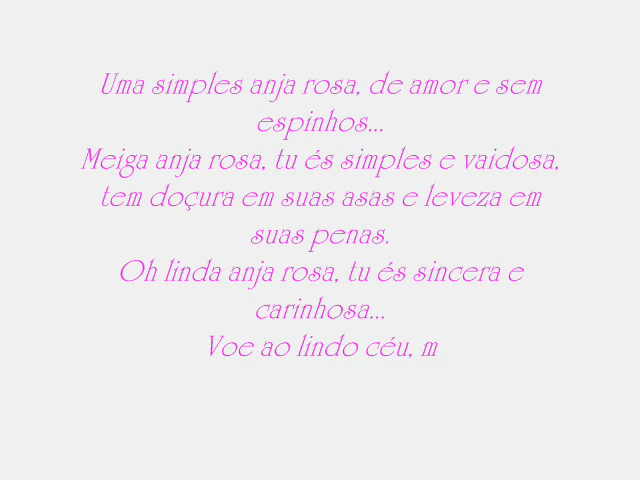 Uma simples anja rosa, de amor e sem
espinhos...
Meiga anja rosa, tu és simples e vaidosa,
tem doçura em suas asas e leveza em
suas penas.
Oh linda anja rosa, tu és sincera e
carinhosa...
Voe ao lindo céu, m